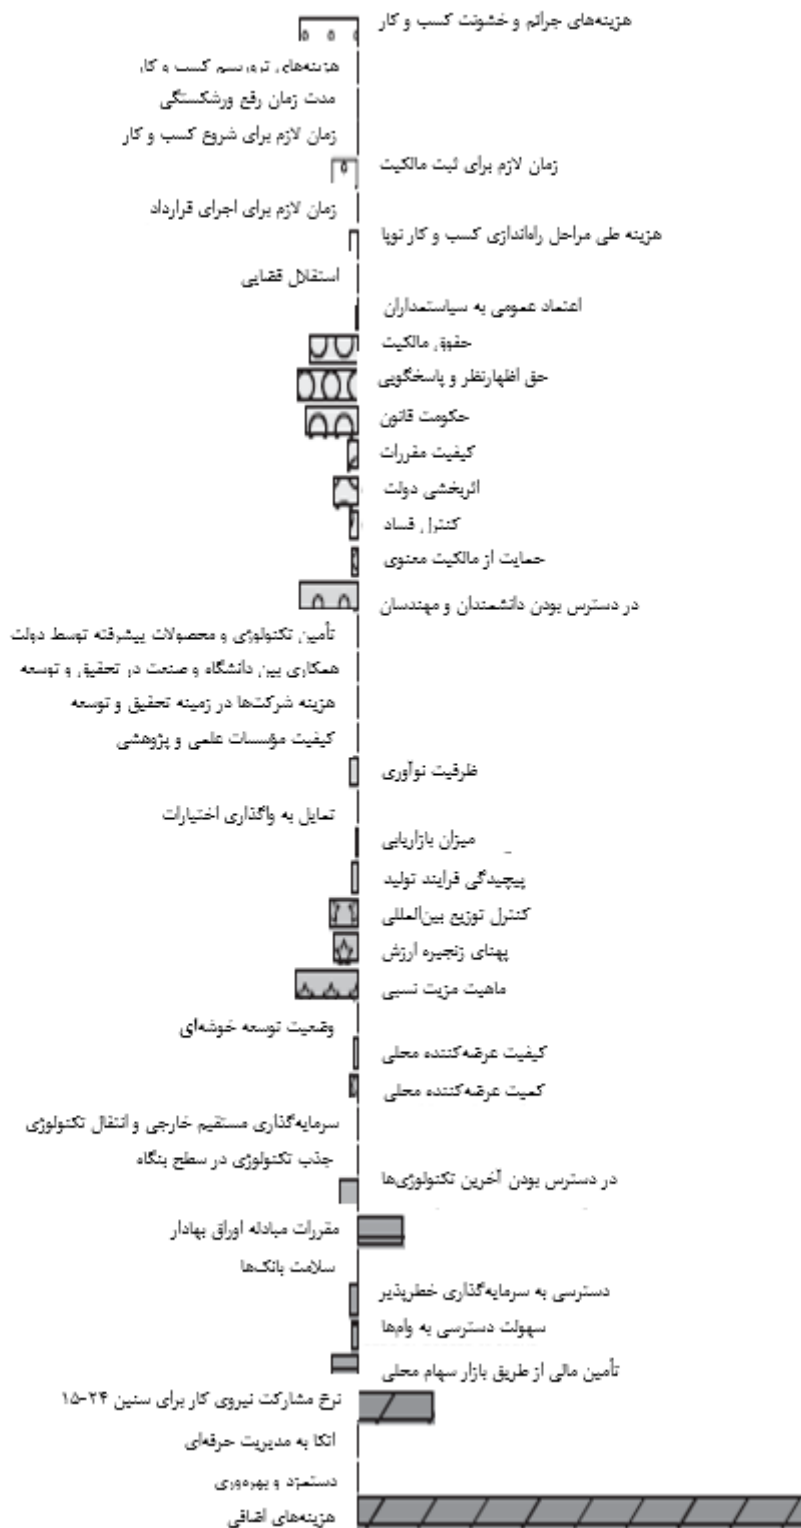 هزینه‌های جرائم و خشونت کسب و کار
هزینه‌های تروریسم کسب و کار
مدت زمان رفع ورشکستگی
زمان لازم برای شروع کسب و کار
زمان لازم برای ثبت مالکیت
زمان لازم برای اجرای قرارداد
هزینه طی مراحل راه‌اندازی کسب و کار نوپا
استقلال قضایی
اعتماد عمومی به سیاستمداران
حقوق مالکیت
حق اظهارنظر و پاسخگویی
حکومت قانون
کیفیت مقررات
اثربخشی دولت
کنترل فساد
حمایت از مالکیت معنوی
در دسترس بودن دانشمندان و مهندسان
تأمین تکنولوژی و محصولات پیشرفته توسط دولت
همکاری بین دانشگاه و صنعت در تحقیق و توسعه
هزینه شرکت‌ها در زمینه تحقیق و توسعه
کیفیت مؤسسات علمی و پژوهشی
ظرفیت نوآوری
تمایل به واگذاری اختیارات
میزان بازاریابی
پیچیدگی فرایند تولید
کنترل توزیع بین‌المللی
پهنای زنجیره ارزش
ماهیت مزیت نسبی
وضعیت توسعه خوشه‌ای
کیفیت عرضه‌کننده محلی
کمیت عرضه‌کننده محلی
سرمایه‌گذاری مستقیم خارجی و انتقال تکنولوژی
جذب تکنولوژی در سطح بنگاه
در دسترس بودن آخرین تکنولوژی‌ها
مقررات مبادله اوراق بهادار
سلامت بانک‌ها
دسترسی به سرمایه‌گذاری خطرپذیر
سهولت دسترسی به وام‌ها
تأمین مالی از طریق بازار سهام محلی
نرخ مشارکت نیروی کار برای سنین ۲۴-۱۵
اتکا به مدیریت حرفه‌ای
دستمزد و بهره‌وری
هزینه‌های اضافی